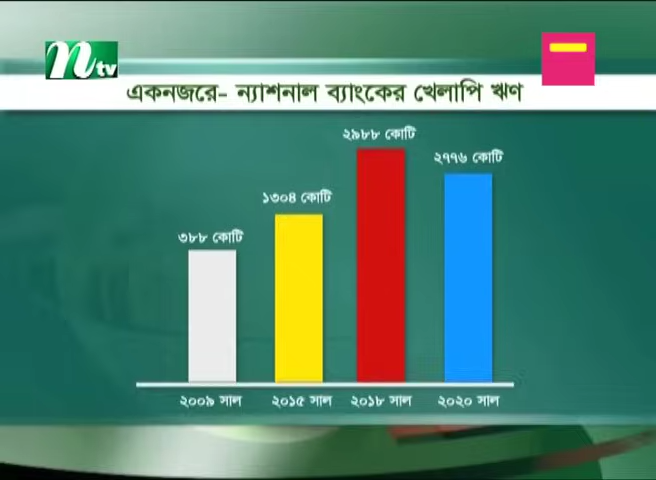 ntv
একনজরে- ন্যাশনাল ব্যাংকের খেলাপি ঋণ
২৯৮৮ কোটি
২৭৭৬ কোটি
১৩০৪ কোটি
৩৮৮ কোটি
২০০৯ সাল ২০১৫ সাল ২০১৮ সাল ২০২০ সাল